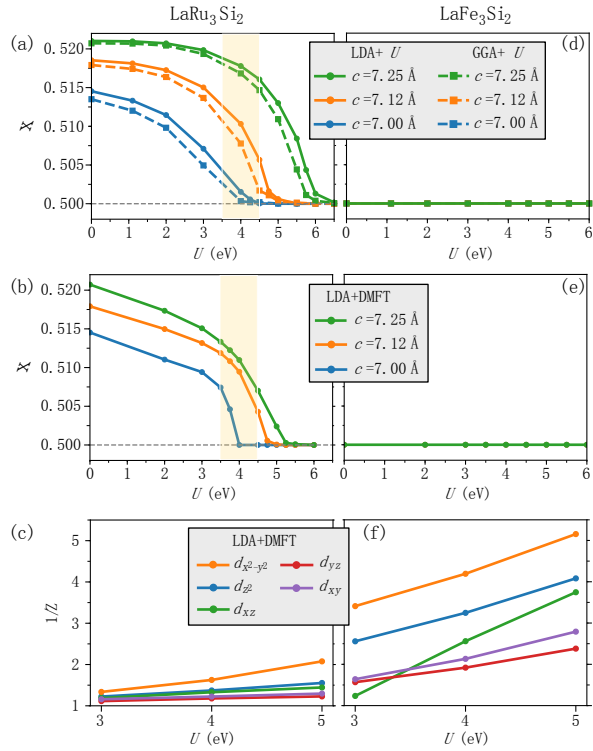 LaRu3Si2
LaFe3Si2
(a)
(d)
LDA+ U
GGA+ U
c=7.25 Å
c=7.25 Å
c=7.12 Å
c=7.12 Å
c=7.00 Å
c=7.00 Å
0.520
0.515
0.510
0.505
0.500
X
0 1 2 3 4 5 6
0 1 2 3 4 5 6
U (eV)
U (eV)
(b)
(e)
LDA+DMFT
c=7.25 Å
c=7.12 Å
c=7.00 Å
0.520
0.515
0.510
0.505
0.500
X
0 1 2 3 4 5 6
0 1 2 3 4 5 6
U (eV)
U (eV)
(c)
(f)
LDA+DMFT
dx²-y²
dyz
dz²
dxy
dxz
5
4
3
2
1
1/Z
3 4 5
3 4 5
U (eV)
U (eV)